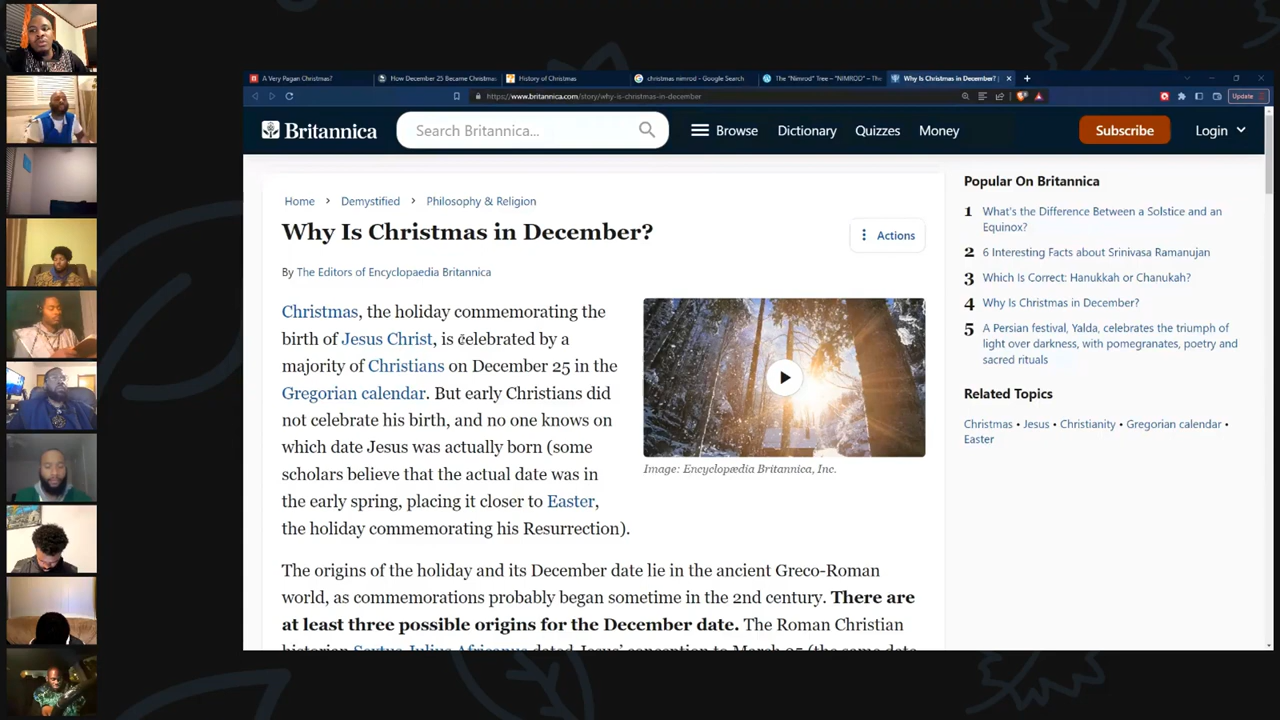 A Very Pagan Christmas?
How December 25 Became Christmas
History of Christmas
christmas nimrod - Google Search
The "Nimrod" Tree – "NIMROD" – The
Why Is Christmas in December? |
https://www.britannica.com/story/why-is-christmas-in-december
Update
Britannica
Search Britannica...
Browse
Dictionary
Quizzes
Money
Subscribe
Login
Home > Demystified > Philosophy & Religion
Why Is Christmas in December?
Actions
By The Editors of Encyclopaedia Britannica
Christmas, the holiday commemorating the
birth of Jesus Christ, is celebrated by a
majority of Christians on December 25 in the
Gregorian calendar. But early Christians did
not celebrate his birth, and no one knows on
which date Jesus was actually born (some
scholars believe that the actual date was in
the early spring, placing it closer to Easter,
the holiday commemorating his Resurrection).
Image: Encyclopædia Britannica, Inc.
The origins of the holiday and its December date lie in the ancient Greco-Roman
world, as commemorations probably began sometime in the 2nd century. There are
at least three possible origins for the December date. The Roman Christian
historian Sextus Julius Africanus dated Jesus' conception to March 25 (the same date
Popular On Britannica
1 What's the Difference Between a Solstice and an
Equinox?
2 6 Interesting Facts about Srinivasa Ramanujan
3 Which Is Correct: Hanukkah or Chanukah?
4 Why Is Christmas in December?
5 A Persian festival, Yalda, celebrates the triumph of
light over darkness, with pomegranates, poetry and
sacred rituals
Related Topics
Christmas • Jesus • Christianity • Gregorian calendar •
Easter